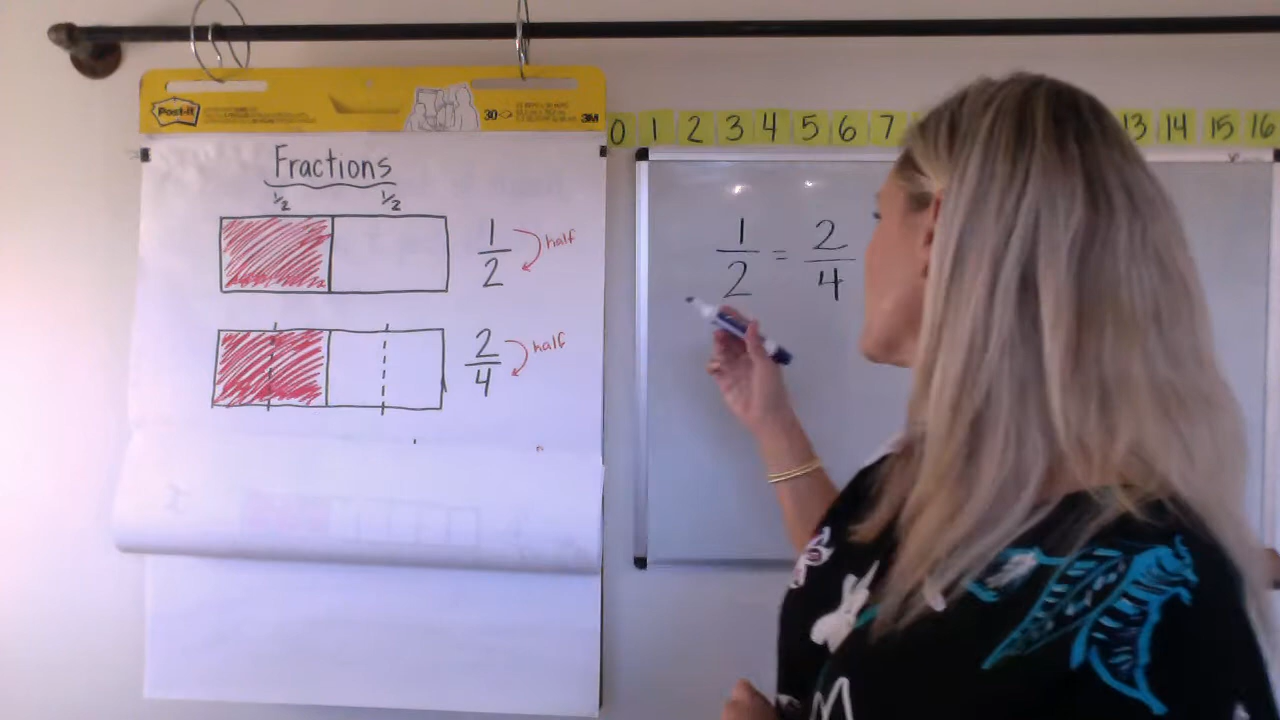 Post-it
30
3M
Fractions
1/2 1/2
1/2 half
2/4 half
0 1 2 3 4 5 6 7 13 14 15 16
1/2 = 2/4